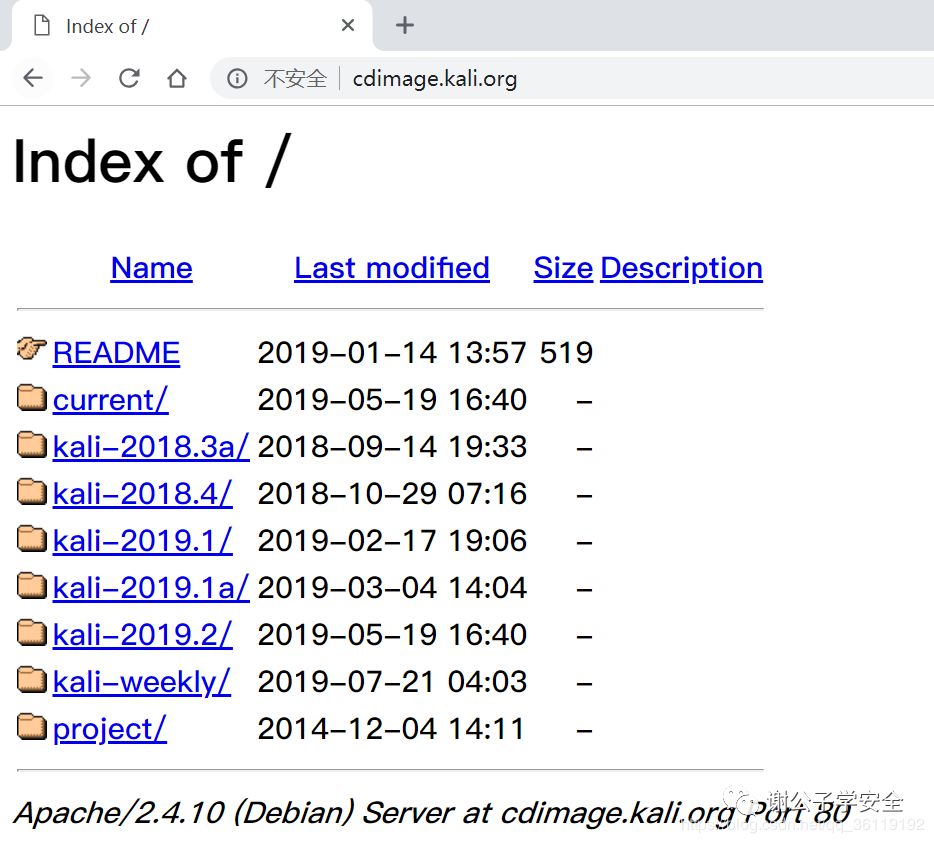 Index of /
不安全 cdimage.kali.org
Index of /
Name Last modified Size Description
README 2019-01-14 13:57 519
current/ 2019-05-19 16:40 -
kali-2018.3a/ 2018-09-14 19:33 -
kali-2018.4/ 2018-10-29 07:16 -
kali-2019.1/ 2019-02-17 19:06 -
kali-2019.1a/ 2019-03-04 14:04 -
kali-2019.2/ 2019-05-19 16:40 -
kali-weekly/ 2019-07-21 04:03 -
project/ 2014-12-04 14:11 -
Apache/2.4.10 (Debian) Server at cdimage.kali.org Port 80
谢公子学安全
https://blog.csdn.net/qq_36119192